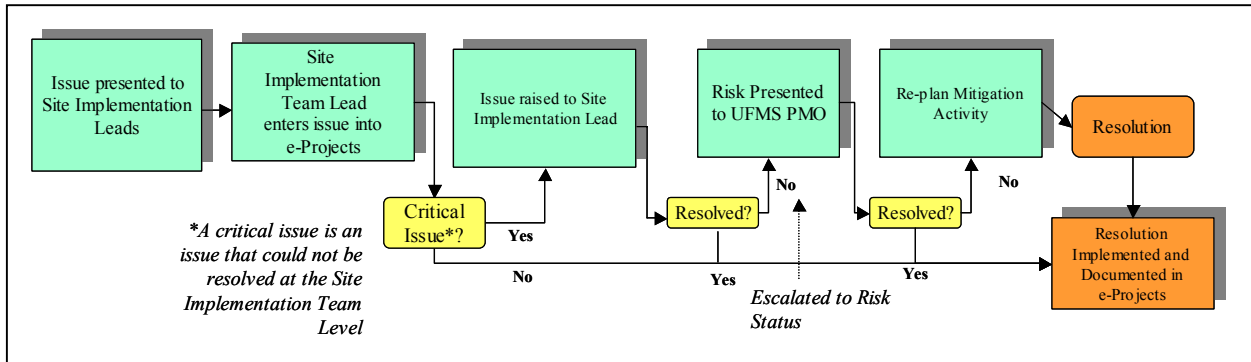 Issue presented to
Site Implementation
Leads
Site
Implementation
Team Lead
enters issue into
e-Projects
Issue raised to Site
Implementation Lead
Risk Presented
to UFMS PMO
Re-plan Mitigation
Activity
Resolution
Critical
Issue*?
Yes
No
Resolved?
No
Yes
Resolved?
No
Yes
Resolution
Implemented and
Documented in
e-Projects
*A critical issue is an
issue that could not be
resolved at the Site
Implementation Team
Level
Escalated to Risk
Status